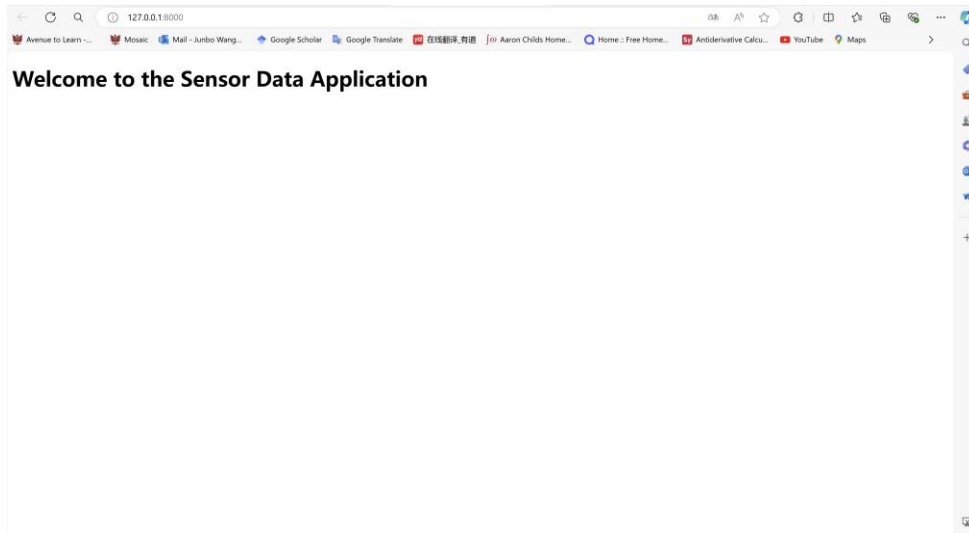 127.0.0.1:8000
Avenue to Learn -... Mosaic Mail - Junbo Wang... Google Scholar Google Translate 在线翻译_有道 Aaron Childs Home... Home :: Free Home... Antiderivative Calcu... YouTube Maps
Welcome to the Sensor Data Application